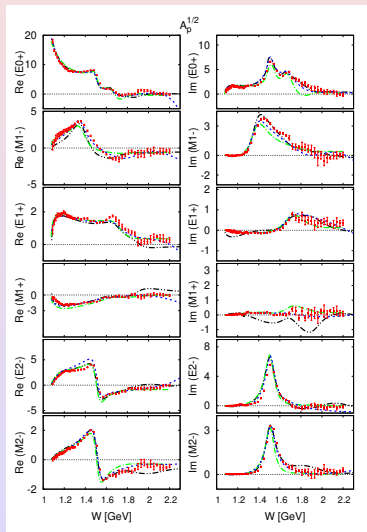 A_p^{1/2}
Re (E0+)
20
10
0
Im (E0+)
10
5
0
Re (M1-)
5
0
-5
Im (M1-)
3
0
Re (E1+)
4
2
0
Im (E1+)
2
1
0
-1
Re (M1+)
0
-3
Im (M1+)
3
2
1
0
-1
Re (E2-)
5
0
-5
Im (E2-)
8
4
0
Re (M2-)
2
0
-2
Im (M2-)
3
2
1
0
1 1.2 1.4 1.6 1.8 2 2.2
W [GeV]
1 1.2 1.4 1.6 1.8 2 2.2
W [GeV]